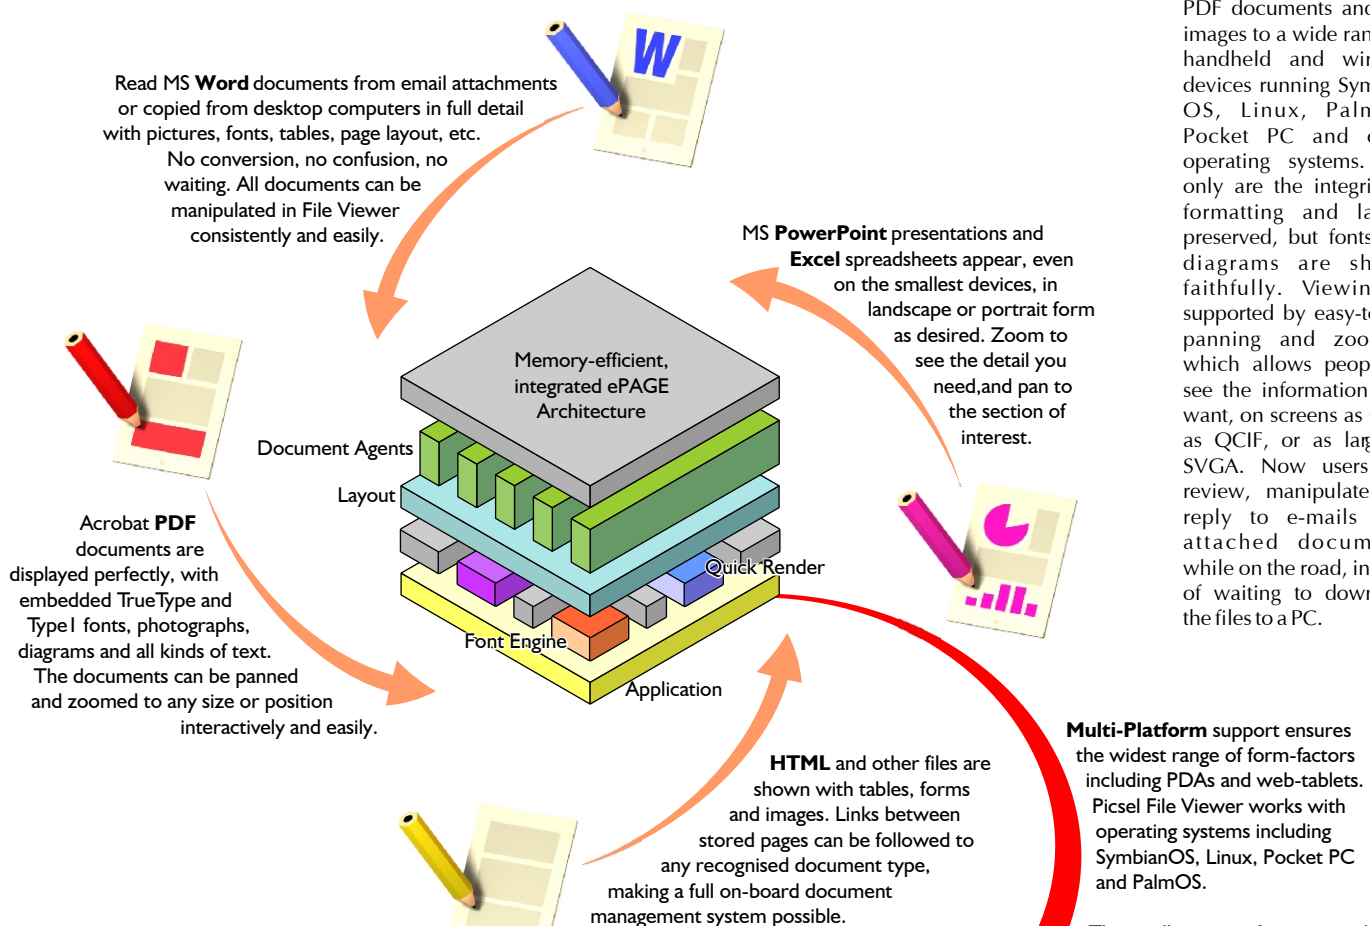 Read MS Word documents from email attachments
or copied from desktop computers in full detail
with pictures, fonts, tables, page layout, etc.
No conversion, no confusion, no
waiting. All documents can be
manipulated in File Viewer
consistently and easily.
W
MS PowerPoint presentations and
Excel spreadsheets appear, even
on the smallest devices, in
landscape or portrait form
as desired. Zoom to
see the detail you
need,and pan to
the section of
interest.
Memory-efficient,
integrated ePAGE
Architecture
Document Agents
Layout
Quick Render
Font Engine
Application
Acrobat PDF
documents are
displayed perfectly, with
embedded TrueType and
Type1 fonts, photographs,
diagrams and all kinds of text.
The documents can be panned
and zoomed to any size or position
interactively and easily.
HTML and other files are
shown with tables, forms
and images. Links between
stored pages can be followed to
any recognised document type,
making a full on-board document
management system possible.
PDF documents and
images to a wide
handheld and
devices running
OS, Linux,
Pocket PC and
operating systems.
only are the
formatting and
preserved, but fonts
diagrams are
faithfully.
supported by
panning and
which allows
see the information
want, on screens as
as QCIF, or as
SVGA. Now users
review, manipulate
reply to e-mails
attached
while on the road,
of waiting to
the files to a PC.
Multi-Platform support ensures
the widest range of form-factors
including PDAs and web-tablets.
Picsel File Viewer works with
operating systems including
SymbianOS, Linux, Pocket PC
and PalmOS.